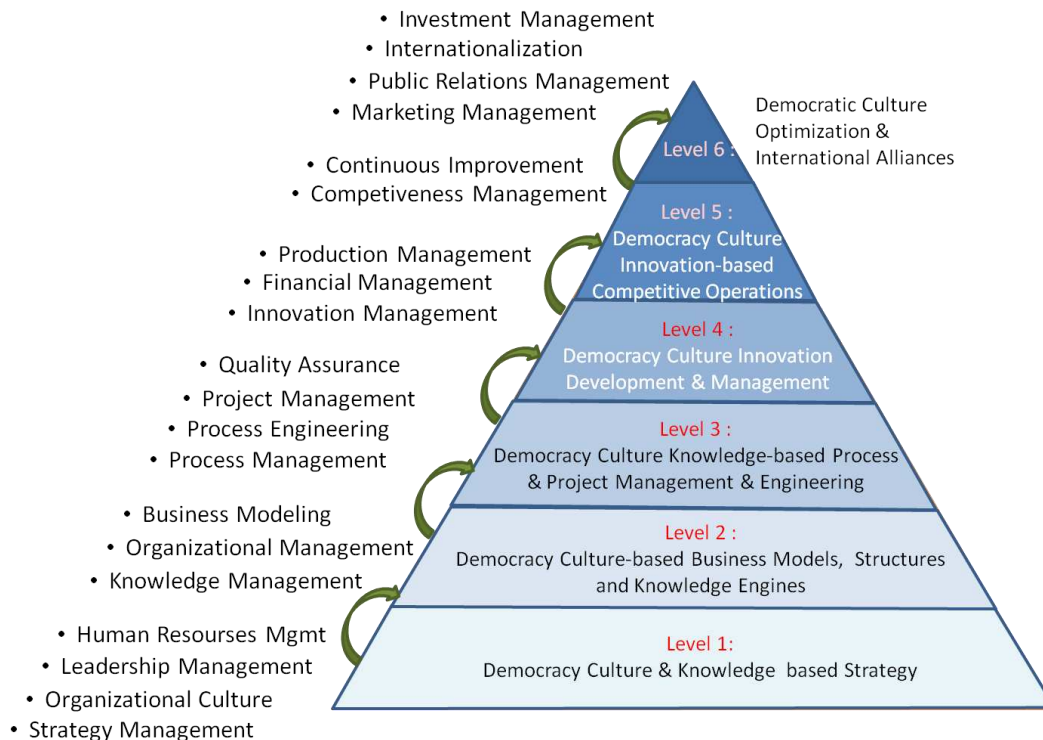 • Investment Management
• Internationalization
• Public Relations Management
• Marketing Management
• Continuous Improvement
• Competiveness Management
• Production Management
• Financial Management
• Innovation Management
• Quality Assurance
• Project Management
• Process Engineering
• Process Management
• Business Modeling
• Organizational Management
• Knowledge Management
• Human Resourses Mgmt
• Leadership Management
• Organizational Culture
• Strategy Management
Level 6 :
Democratic Culture
Optimization &
International Alliances
Level 5 :
Democracy Culture
Innovation-based
Competitive Operations
Level 4 :
Democracy Culture Innovation
Development & Management
Level 3 :
Democracy Culture Knowledge-based Process
& Project Management & Engineering
Level 2 :
Democracy Culture-based Business Models, Structures
and Knowledge Engines
Level 1:
Democracy Culture & Knowledge based Strategy